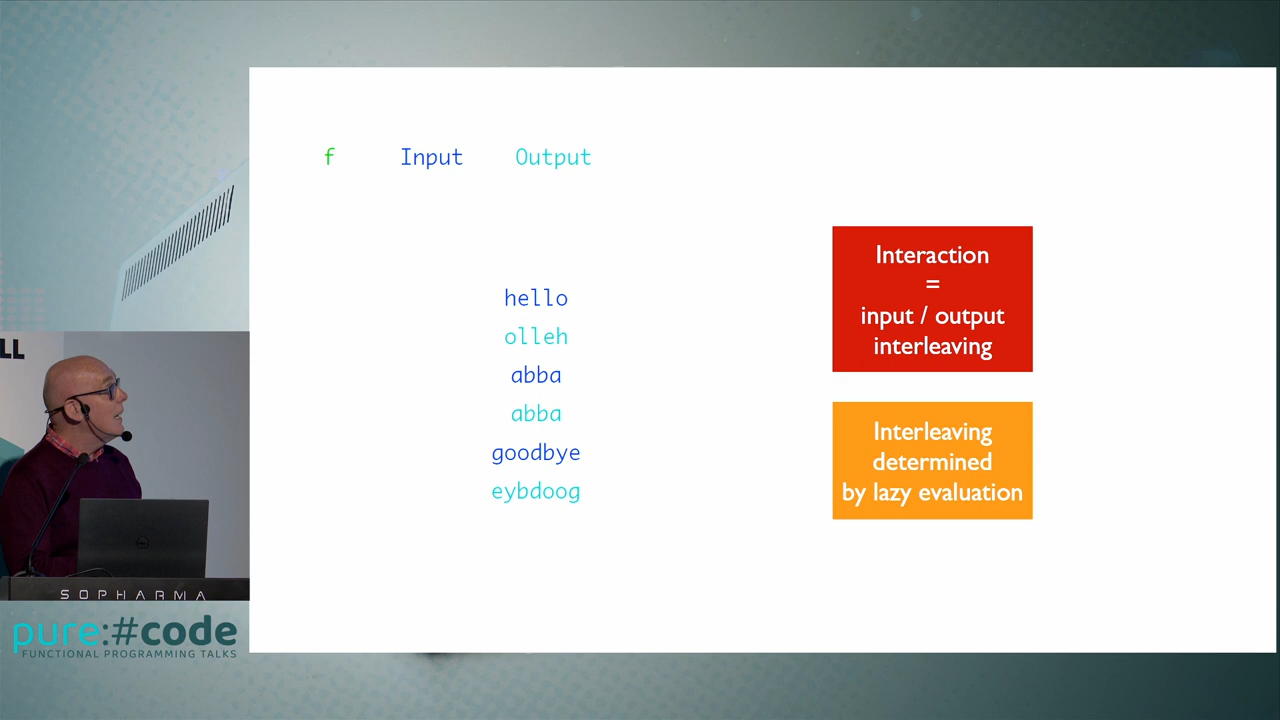 f Input Output
hello
olleh
abba
abba
goodbye
eybdoog
Interaction
=
input / output
interleaving
Interleaving
determined
by lazy evaluation
LL
SOPHARMA
pure:#code
FUNCTIONAL PROGRAMMING TALKS